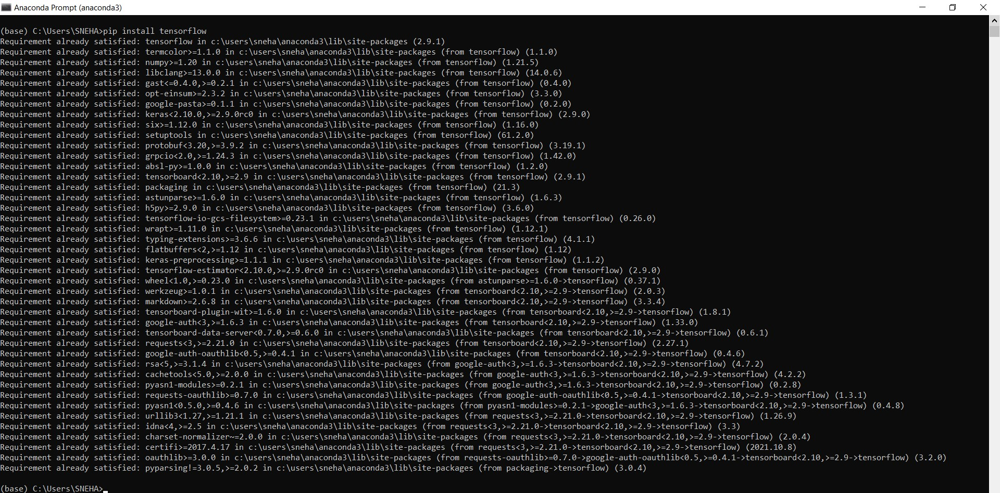 Anaconda Prompt (anaconda3)
(base) C:\Users\SNEHA>pip install tensorflow
Requirement already satisfied: tensorflow in c:\users\sneha\anaconda3\lib\site-packages (2.9.1)
Requirement already satisfied: termcolor>=1.1.0 in c:\users\sneha\anaconda3\lib\site-packages (from tensorflow) (1.1.0)
Requirement already satisfied: numpy>=1.20 in c:\users\sneha\anaconda3\lib\site-packages (from tensorflow) (1.21.5)
Requirement already satisfied: libclang>=13.0.0 in c:\users\sneha\anaconda3\lib\site-packages (from tensorflow) (14.0.6)
Requirement already satisfied: gast<=0.4.0,>=0.2.1 in c:\users\sneha\anaconda3\lib\site-packages (from tensorflow) (0.4.0)
Requirement already satisfied: opt-einsum>=2.3.2 in c:\users\sneha\anaconda3\lib\site-packages (from tensorflow) (3.3.0)
Requirement already satisfied: google-pasta>=0.1.1 in c:\users\sneha\anaconda3\lib\site-packages (from tensorflow) (0.2.0)
Requirement already satisfied: keras<2.10.0,>=2.9.0rc0 in c:\users\sneha\anaconda3\lib\site-packages (from tensorflow) (2.9.0)
Requirement already satisfied: six>=1.12.0 in c:\users\sneha\anaconda3\lib\site-packages (from tensorflow) (1.16.0)
Requirement already satisfied: setuptools in c:\users\sneha\anaconda3\lib\site-packages (from tensorflow) (61.2.0)
Requirement already satisfied: protobuf<3.20,>=3.9.2 in c:\users\sneha\anaconda3\lib\site-packages (from tensorflow) (3.19.1)
Requirement already satisfied: grpcio<2.0,>=1.24.3 in c:\users\sneha\anaconda3\lib\site-packages (from tensorflow) (1.42.0)
Requirement already satisfied: absl-py>=1.0.0 in c:\users\sneha\anaconda3\lib\site-packages (from tensorflow) (1.2.0)
Requirement already satisfied: tensorboard<2.10,>=2.9 in c:\users\sneha\anaconda3\lib\site-packages (from tensorflow) (2.9.1)
Requirement already satisfied: packaging in c:\users\sneha\anaconda3\lib\site-packages (from tensorflow) (21.3)
Requirement already satisfied: astunparse>=1.6.0 in c:\users\sneha\anaconda3\lib\site-packages (from tensorflow) (1.6.3)
Requirement already satisfied: h5py>=2.9.0 in c:\users\sneha\anaconda3\lib\site-packages (from tensorflow) (3.6.0)
Requirement already satisfied: tensorflow-io-gcs-filesystem>=0.23.1 in c:\users\sneha\anaconda3\lib\site-packages (from tensorflow) (0.26.0)
Requirement already satisfied: wrapt>=1.11.0 in c:\users\sneha\anaconda3\lib\site-packages (from tensorflow) (1.12.1)
Requirement already satisfied: typing-extensions>=3.6.6 in c:\users\sneha\anaconda3\lib\site-packages (from tensorflow) (4.1.1)
Requirement already satisfied: flatbuffers<2,>=1.12 in c:\users\sneha\anaconda3\lib\site-packages (from tensorflow) (1.12)
Requirement already satisfied: keras-preprocessing>=1.1.1 in c:\users\sneha\anaconda3\lib\site-packages (from tensorflow) (1.1.2)
Requirement already satisfied: tensorflow-estimator<2.10.0,>=2.9.0rc0 in c:\users\sneha\anaconda3\lib\site-packages (from tensorflow) (2.9.0)
Requirement already satisfied: wheel<1.0,>=0.23.0 in c:\users\sneha\anaconda3\lib\site-packages (from astunparse>=1.6.0->tensorflow) (0.37.1)
Requirement already satisfied: werkzeug>=1.0.1 in c:\users\sneha\anaconda3\lib\site-packages (from tensorboard<2.10,>=2.9->tensorflow) (2.0.3)
Requirement already satisfied: markdown>=2.6.8 in c:\users\sneha\anaconda3\lib\site-packages (from tensorboard<2.10,>=2.9->tensorflow) (3.3.4)
Requirement already satisfied: tensorboard-plugin-wit>=1.6.0 in c:\users\sneha\anaconda3\lib\site-packages (from tensorboard<2.10,>=2.9->tensorflow) (1.8.1)
Requirement already satisfied: google-auth<3,>=1.6.3 in c:\users\sneha\anaconda3\lib\site-packages (from tensorboard<2.10,>=2.9->tensorflow) (1.33.0)
Requirement already satisfied: tensorboard-data-server<0.7.0,>=0.6.0 in c:\users\sneha\anaconda3\lib\site-packages (from tensorboard<2.10,>=2.9->tensorflow) (0.6.1)
Requirement already satisfied: requests<3,>=2.21.0 in c:\users\sneha\anaconda3\lib\site-packages (from tensorboard<2.10,>=2.9->tensorflow) (2.27.1)
Requirement already satisfied: google-auth-oauthlib<0.5,>=0.4.1 in c:\users\sneha\anaconda3\lib\site-packages (from tensorboard<2.10,>=2.9->tensorflow) (0.4.6)
Requirement already satisfied: rsa<5,>=3.1.4 in c:\users\sneha\anaconda3\lib\site-packages (from google-auth<3,>=1.6.3->tensorboard<2.10,>=2.9->tensorflow) (4.7.2)
Requirement already satisfied: cachetools<5.0,>=2.0.0 in c:\users\sneha\anaconda3\lib\site-packages (from google-auth<3,>=1.6.3->tensorboard<2.10,>=2.9->tensorflow) (4.2.2)
Requirement already satisfied: pyasn1-modules>=0.2.1 in c:\users\sneha\anaconda3\lib\site-packages (from google-auth<3,>=1.6.3->tensorboard<2.10,>=2.9->tensorflow) (0.2.8)
Requirement already satisfied: requests-oauthlib>=0.7.0 in c:\users\sneha\anaconda3\lib\site-packages (from google-auth-oauthlib<0.5,>=0.4.1->tensorboard<2.10,>=2.9->tensorflow) (1.3.1)
Requirement already satisfied: pyasn1<0.5.0,>=0.4.6 in c:\users\sneha\anaconda3\lib\site-packages (from pyasn1-modules>=0.2.1->google-auth<3,>=1.6.3->tensorboard<2.10,>=2.9->tensorflow) (0.4.8)
Requirement already satisfied: urllib3<1.27,>=1.21.1 in c:\users\sneha\anaconda3\lib\site-packages (from requests<3,>=2.21.0->tensorboard<2.10,>=2.9->tensorflow) (1.26.9)
Requirement already satisfied: idna<4,>=2.5 in c:\users\sneha\anaconda3\lib\site-packages (from requests<3,>=2.21.0->tensorboard<2.10,>=2.9->tensorflow) (3.3)
Requirement already satisfied: charset-normalizer~=2.0.0 in c:\users\sneha\anaconda3\lib\site-packages (from requests<3,>=2.21.0->tensorboard<2.10,>=2.9->tensorflow) (2.0.4)
Requirement already satisfied: certifi>=2017.4.17 in c:\users\sneha\anaconda3\lib\site-packages (from requests<3,>=2.21.0->tensorboard<2.10,>=2.9->tensorflow) (2021.10.8)
Requirement already satisfied: oauthlib>=3.0.0 in c:\users\sneha\anaconda3\lib\site-packages (from requests-oauthlib>=0.7.0->google-auth-oauthlib<0.5,>=0.4.1->tensorboard<2.10,>=2.9->tensorflow) (3.2.0)
Requirement already satisfied: pyparsing!=3.0.5,>=2.0.2 in c:\users\sneha\anaconda3\lib\site-packages (from packaging->tensorflow) (3.0.4)
(base) C:\Users\SNEHA>